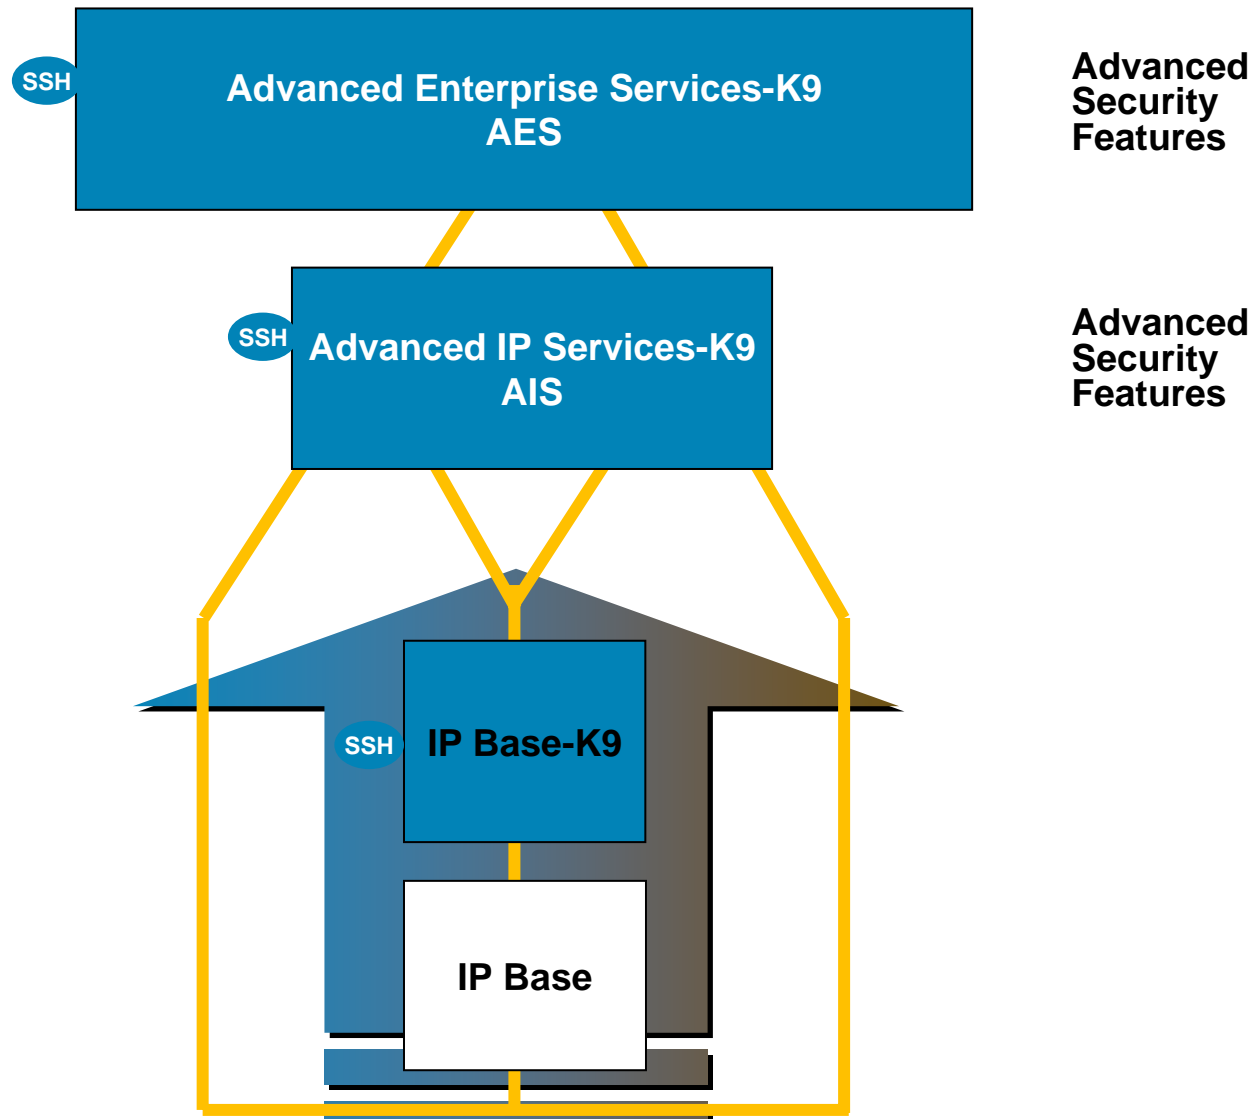 SSH
Advanced Enterprise Services-K9
AES
Advanced
Security
Features
SSH
Advanced IP Services-K9
AIS
Advanced
Security
Features
SSH
IP Base-K9
IP Base